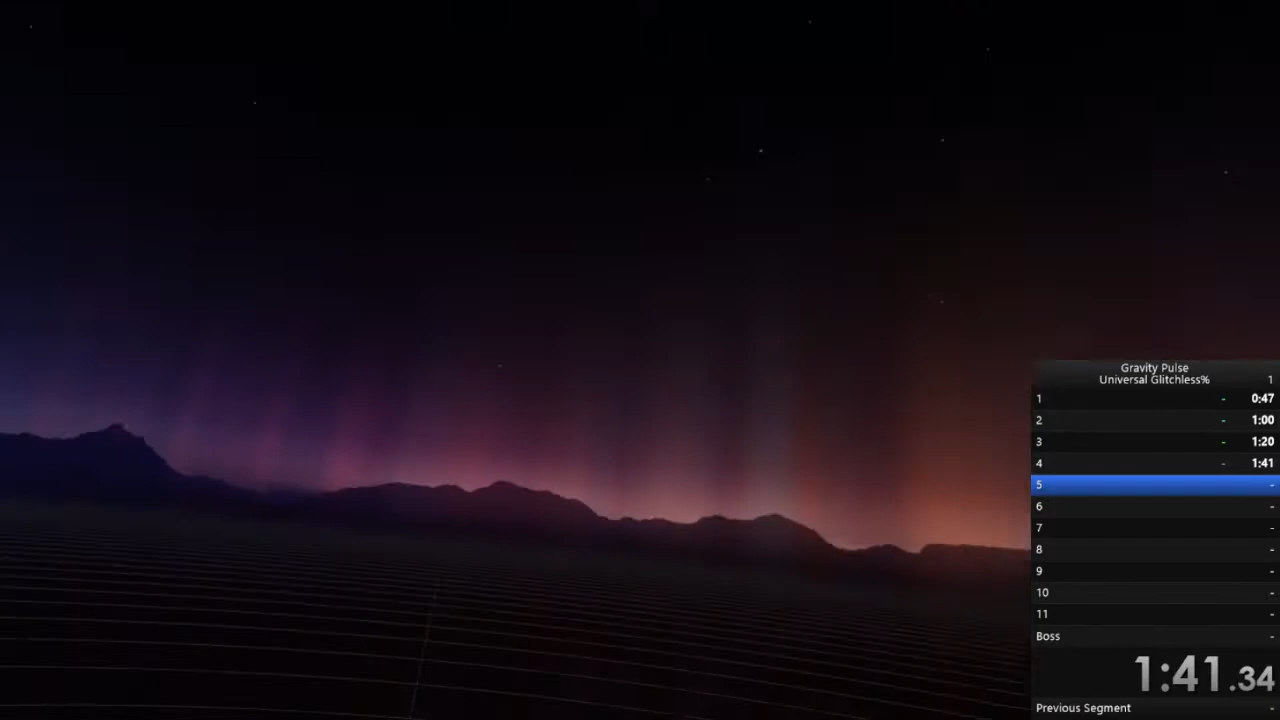 Gravity Pulse
Universal Glitchless% 1
1 - 0:47
2 - 1:00
3 - 1:20
4 - 1:41
5 -
6 -
7 -
8 -
9 -
10 -
11 -
Boss -
1:41.34
Previous Segment -